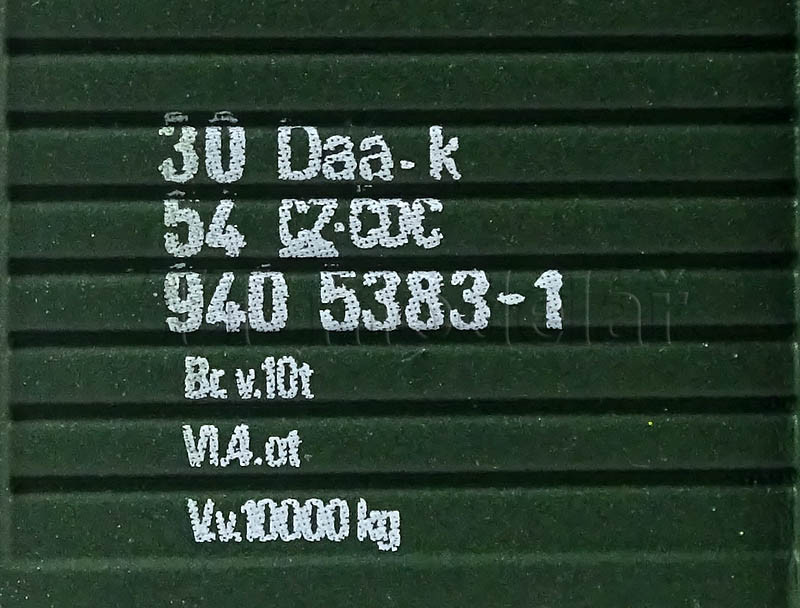 30 Daa-k
54 CZ-CDC
940 5383-1
Br. v.10t
Vl.4.ot
V.v.10000 kg